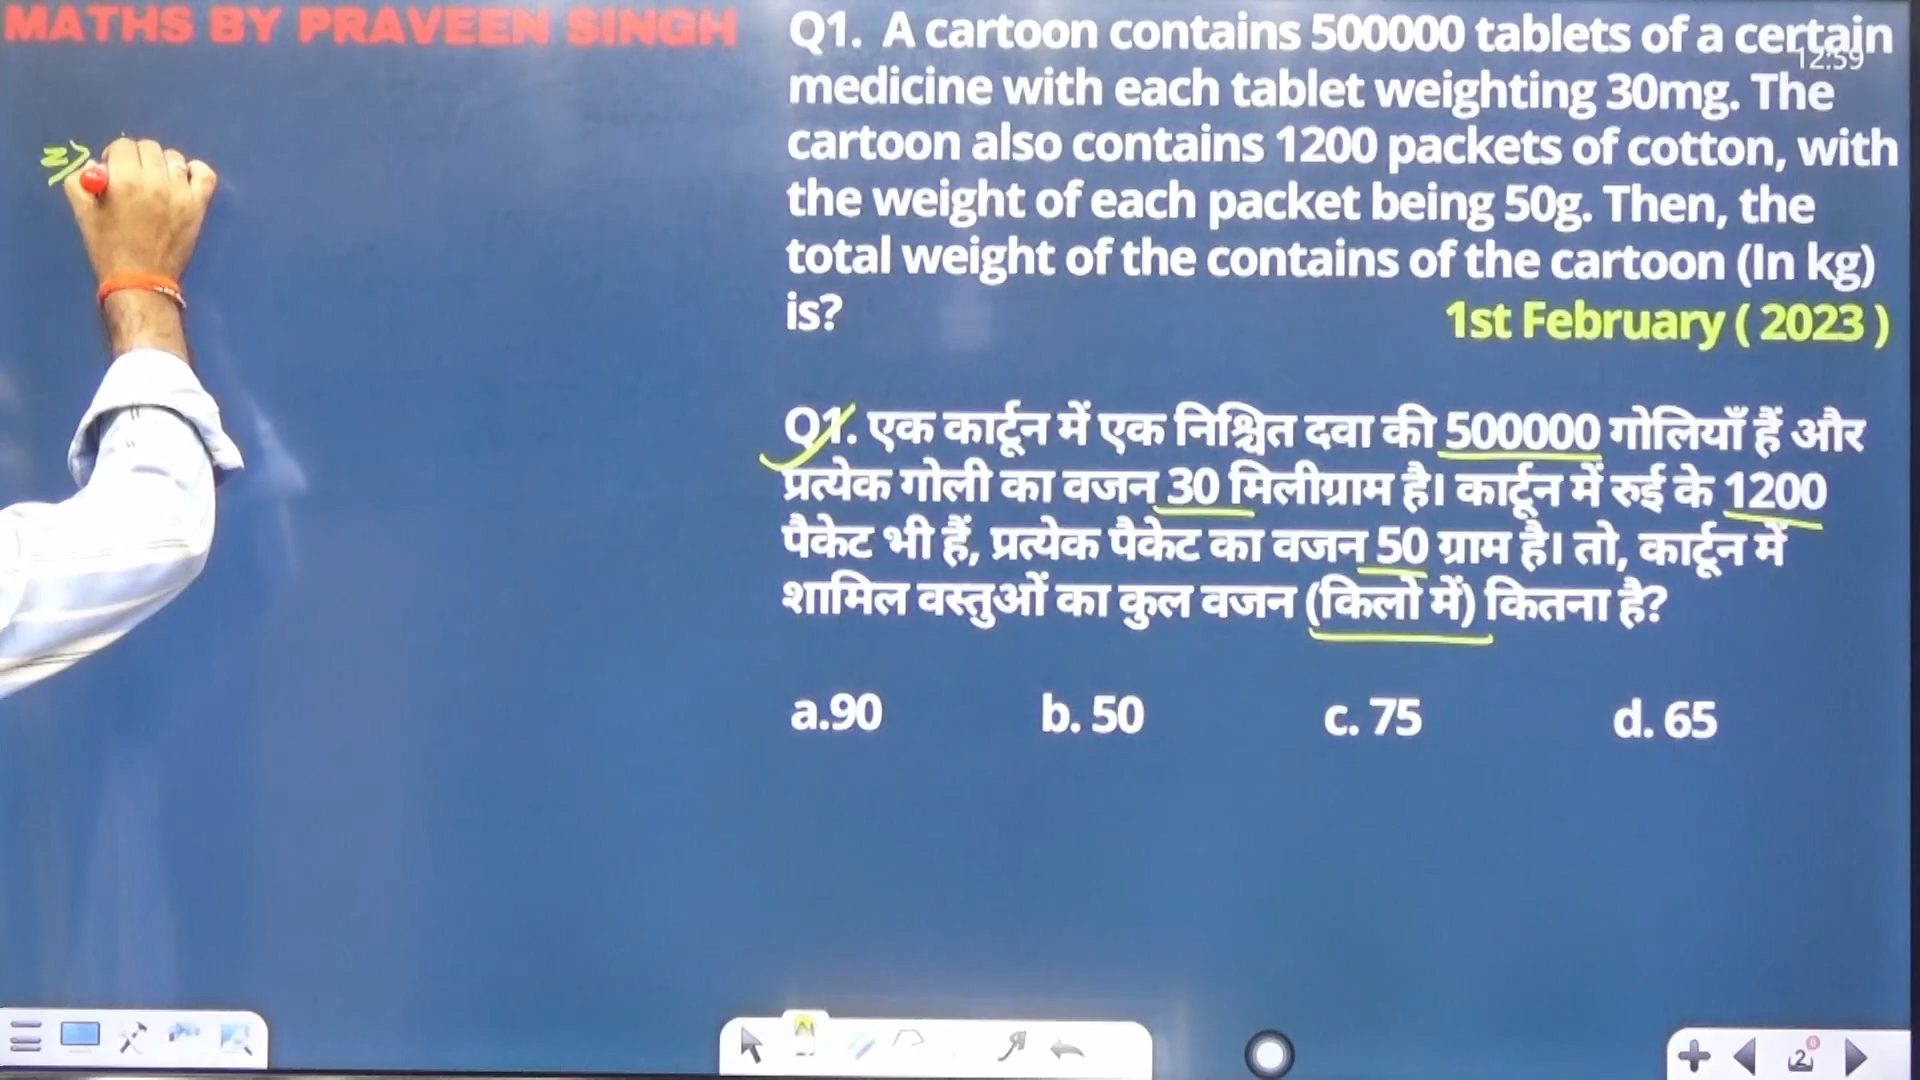 MATHS BY PRAVEEN SINGH
Q1. A cartoon contains 500000 tablets of a certain
12:59
medicine with each tablet weighting 30mg. The
cartoon also contains 1200 packets of cotton, with
the weight of each packet being 50g. Then, the
total weight of the contains of the cartoon (In kg)
is?
1st February ( 2023 )
Q1. एक कार्टून में एक निश्चित दवा की 500000 गोलियाँ हैं और
प्रत्येक गोली का वजन 30 मिलीग्राम है। कार्टून में रुई के 1200
पैकेट भी हैं, प्रत्येक पैकेट का वजन 50 ग्राम है। तो, कार्टून में
शामिल वस्तुओं का कुल वजन (किलो में) कितना है?
a.90 b. 50 c. 75 d. 65
2